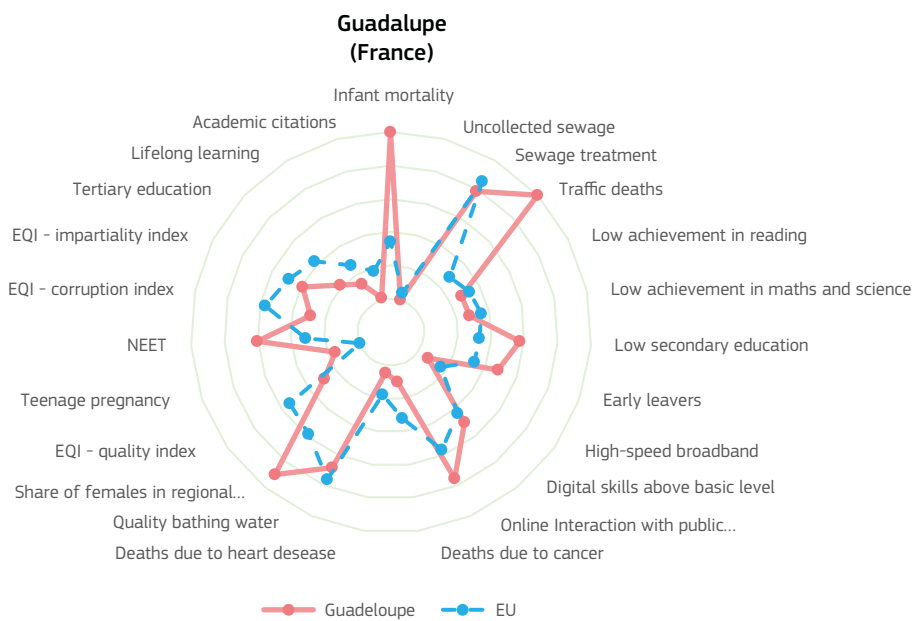 Guadalupe
(France)
Infant mortality
Academic citations
Uncollected sewage
Lifelong learning
Sewage treatment
Tertiary education
Traffic deaths
EQI - impartiality index
Low achievement in reading
EQI - corruption index
Low achievement in maths and science
NEET
Low secondary education
Teenage pregnancy
Early leavers
EQI - quality index
High-speed broadband
Share of females in regional...
Digital skills above basic level
Quality bathing water
Online Interaction with public...
Deaths due to heart desease
Deaths due to cancer
Guadeloupe
EU